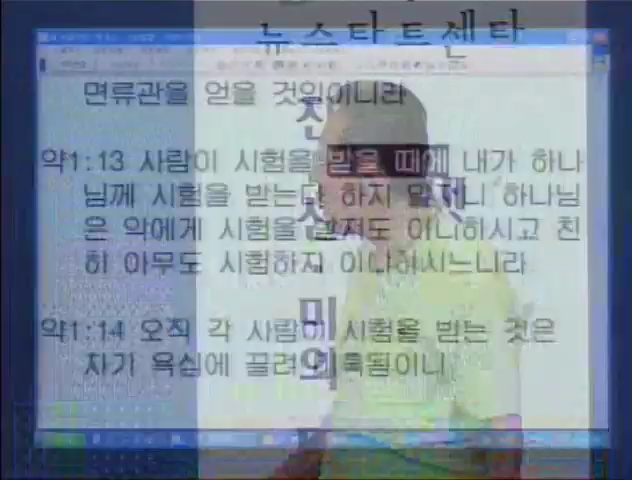 뉴스타트센타
면류관을 얻을 것임이니라
약1:13 사람이 시험을 받을 때에 내가 하나
님께 시험을 받는다 하지 말지니 하나님
은 악에게 시험을 받지도 아니하시고 친
히 아무도 시험하지 아니하시느니라
약1:14 오직 각 사람이 시험을 받는 것은
자기 욕심에 끌려 미혹됨이니
진
선
미
의